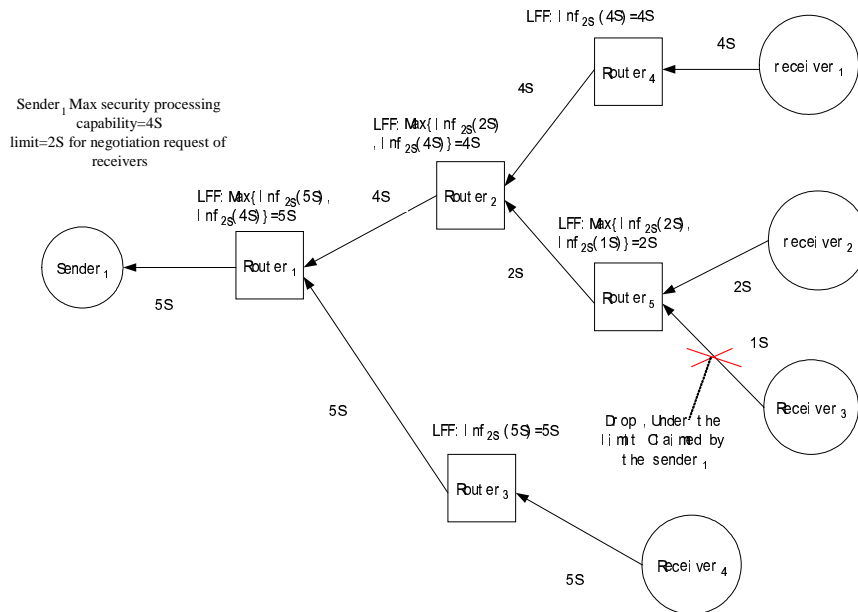 LFF: Inf2S(4S)=4S
4S
receiver1
Router4
Sender1 Max security processing
capability=4S
limit=2S for negotiation request of
receivers
4S
LFF: Max{Inf2S(2S)
,Inf2S(4S)}=4S
LFF: Max{Inf2S(5S),
Inf2S(4S)}=5S
4S
Router2
LFF: Max{Inf2S(2S),
Inf2S(1S)}=2S
receiver2
Sender1
Router1
2S
Router5
2S
5S
1S
5S
Receiver3
Drop, Under the
limit Claimed by
the sender1
LFF: Inf2S(5S)=5S
Router3
Receiver4
5S